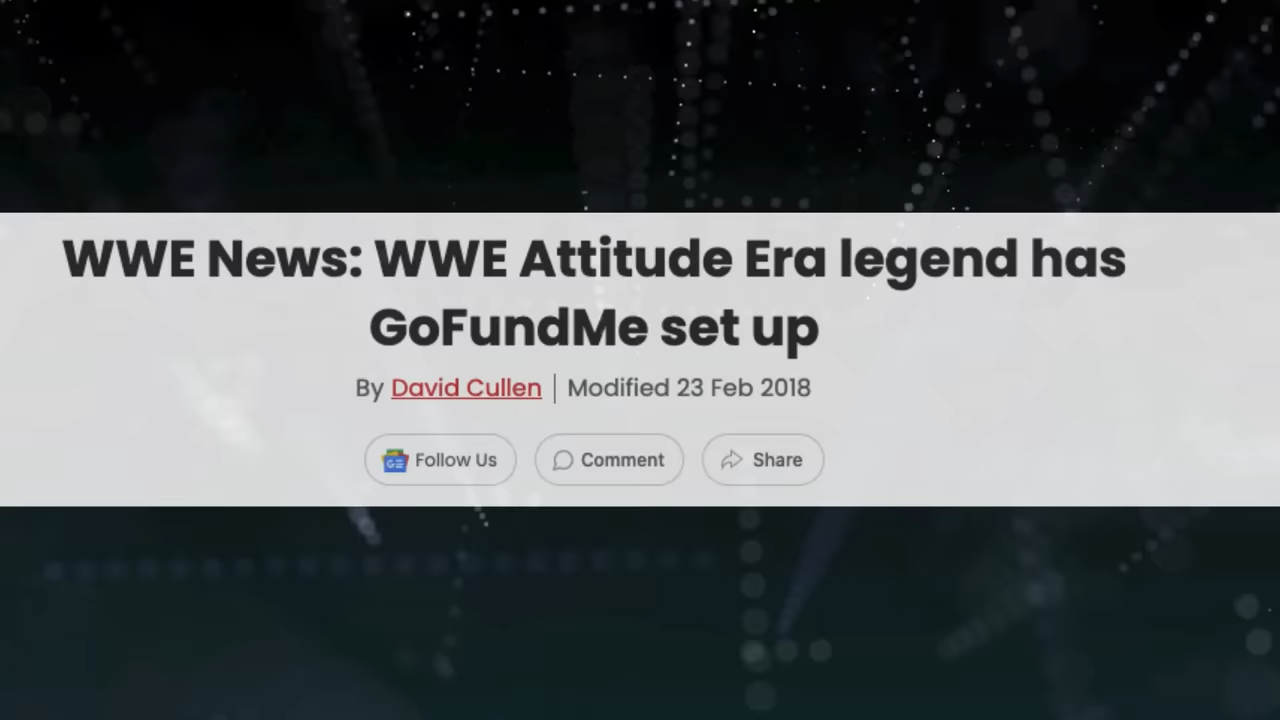 WWE News: WWE Attitude Era legend has
GoFundMe set up
By David Cullen | Modified 23 Feb 2018
Follow Us Comment Share